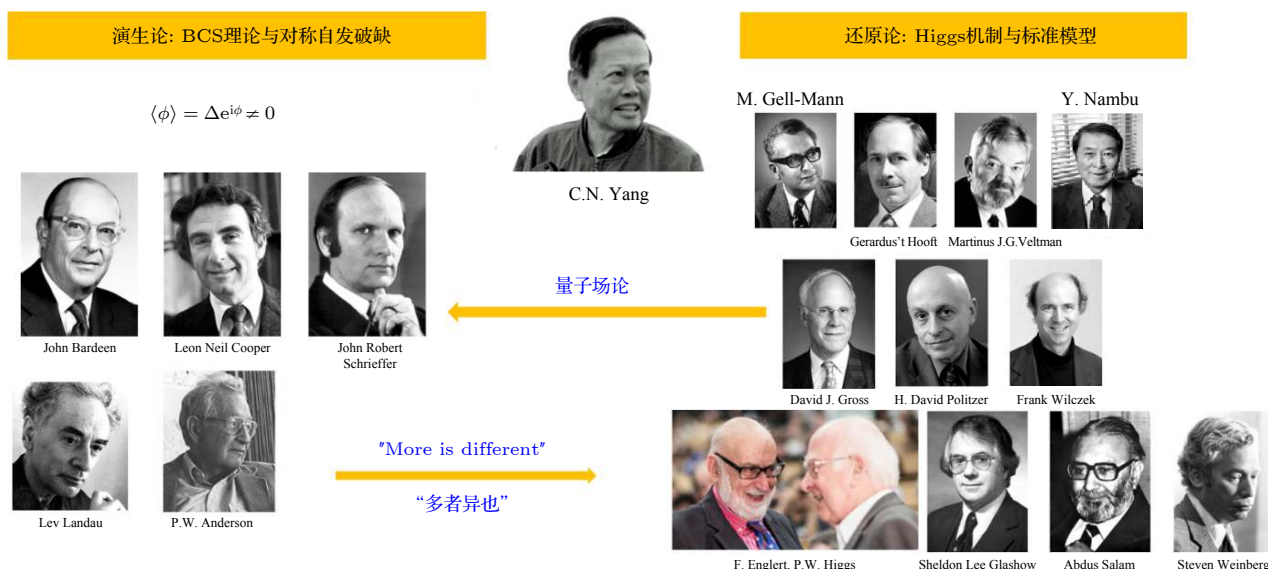 演生论: BCS理论与对称自发破缺
还原论: Higgs机制与标准模型
⟨ϕ⟩ = Δe^{iϕ} ≠ 0
C.N. Yang
M. Gell-Mann
Y. Nambu
Gerardus't Hooft
Martinus J.G.Veltman
量子场论
John Bardeen
Leon Neil Cooper
John Robert
Schrieffer
David J. Gross
H. David Politzer
Frank Wilczek
"More is different"
“多者异也”
Lev Landau
P.W. Anderson
F. Englert, P.W. Higgs
Sheldon Lee Glashow
Abdus Salam
Steven Weinberg